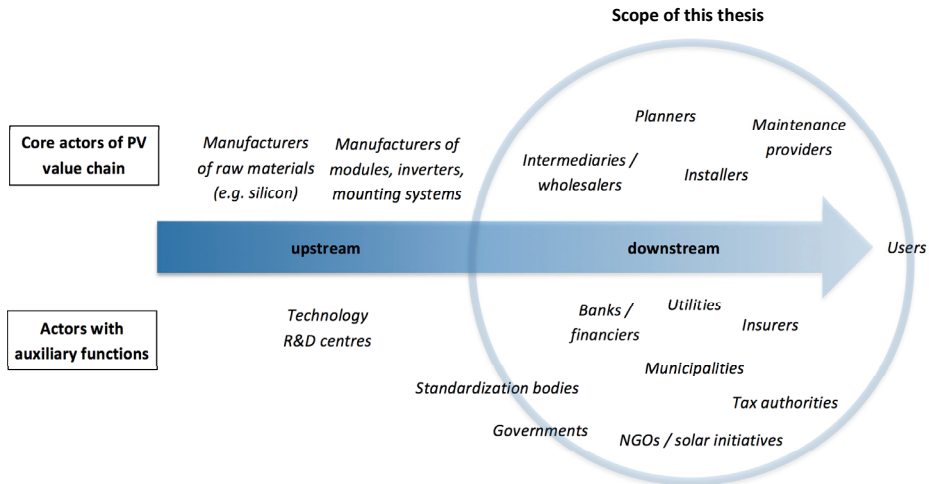 Scope of this thesis
Core actors of PV
value chain
Manufacturers
of raw materials
(e.g. silicon)
Manufacturers of
modules, inverters,
mounting systems
Intermediaries /
wholesalers
Planners
Installers
Maintenance
providers
upstream
downstream
Users
Actors with
auxiliary functions
Technology
R&D centres
Banks /
financiers
Utilities
Insurers
Municipalities
Standardization bodies
Tax authorities
Governments
NGOs / solar initiatives